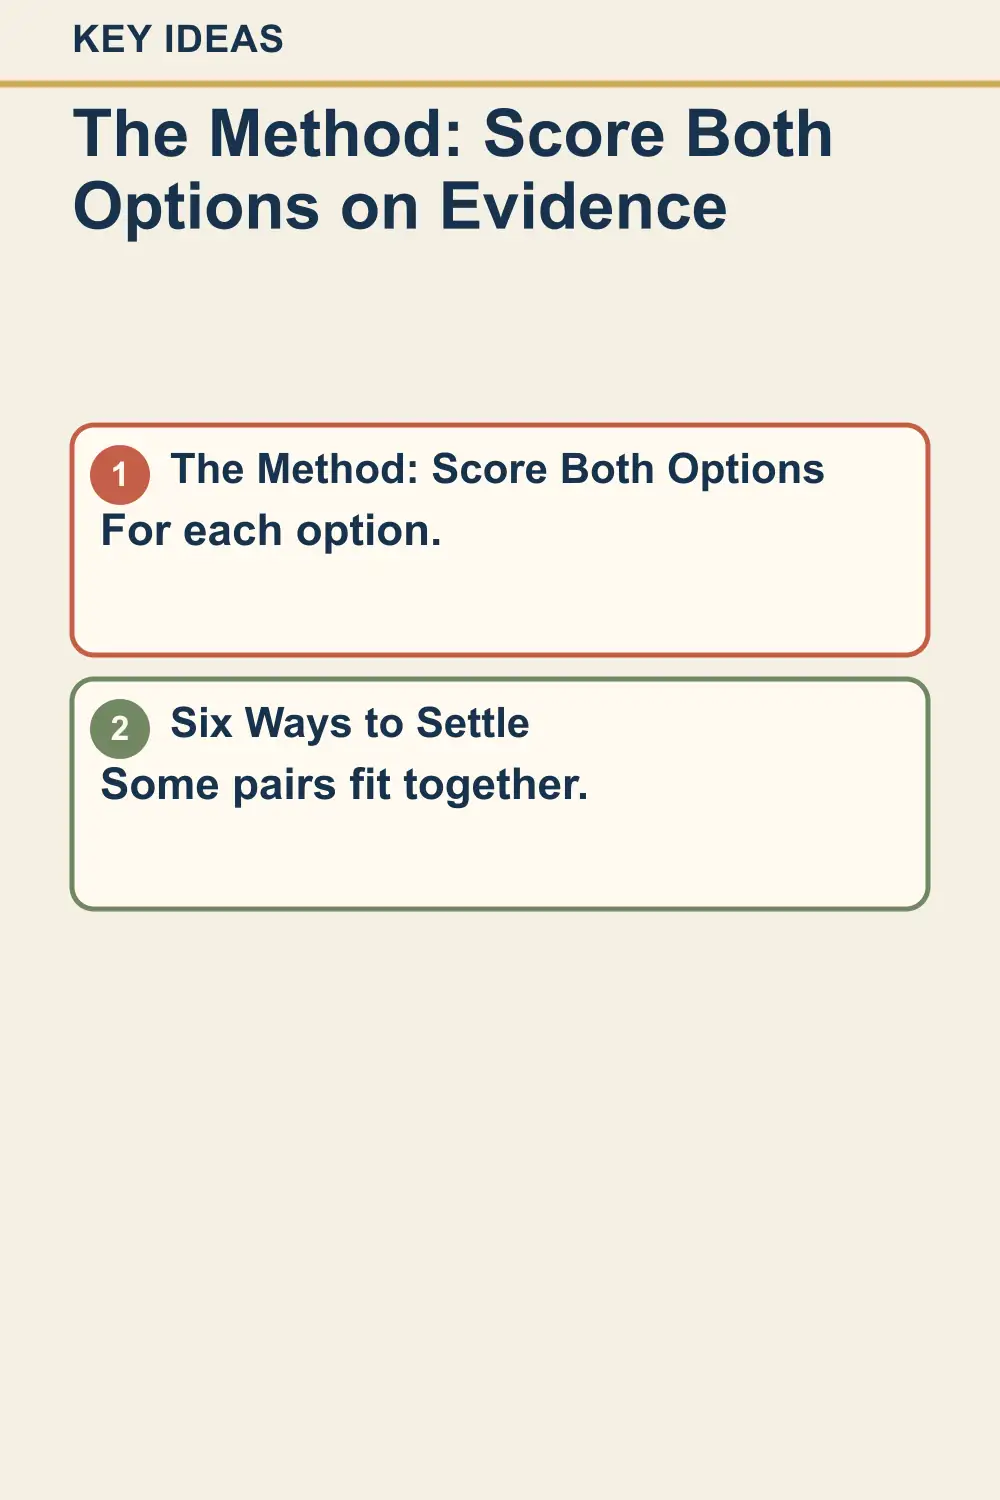 KEY IDEAS
The Method: Score Both
Options on Evidence
1 The Method: Score Both Options
For each option.
2 Six Ways to Settle
Some pairs fit together.